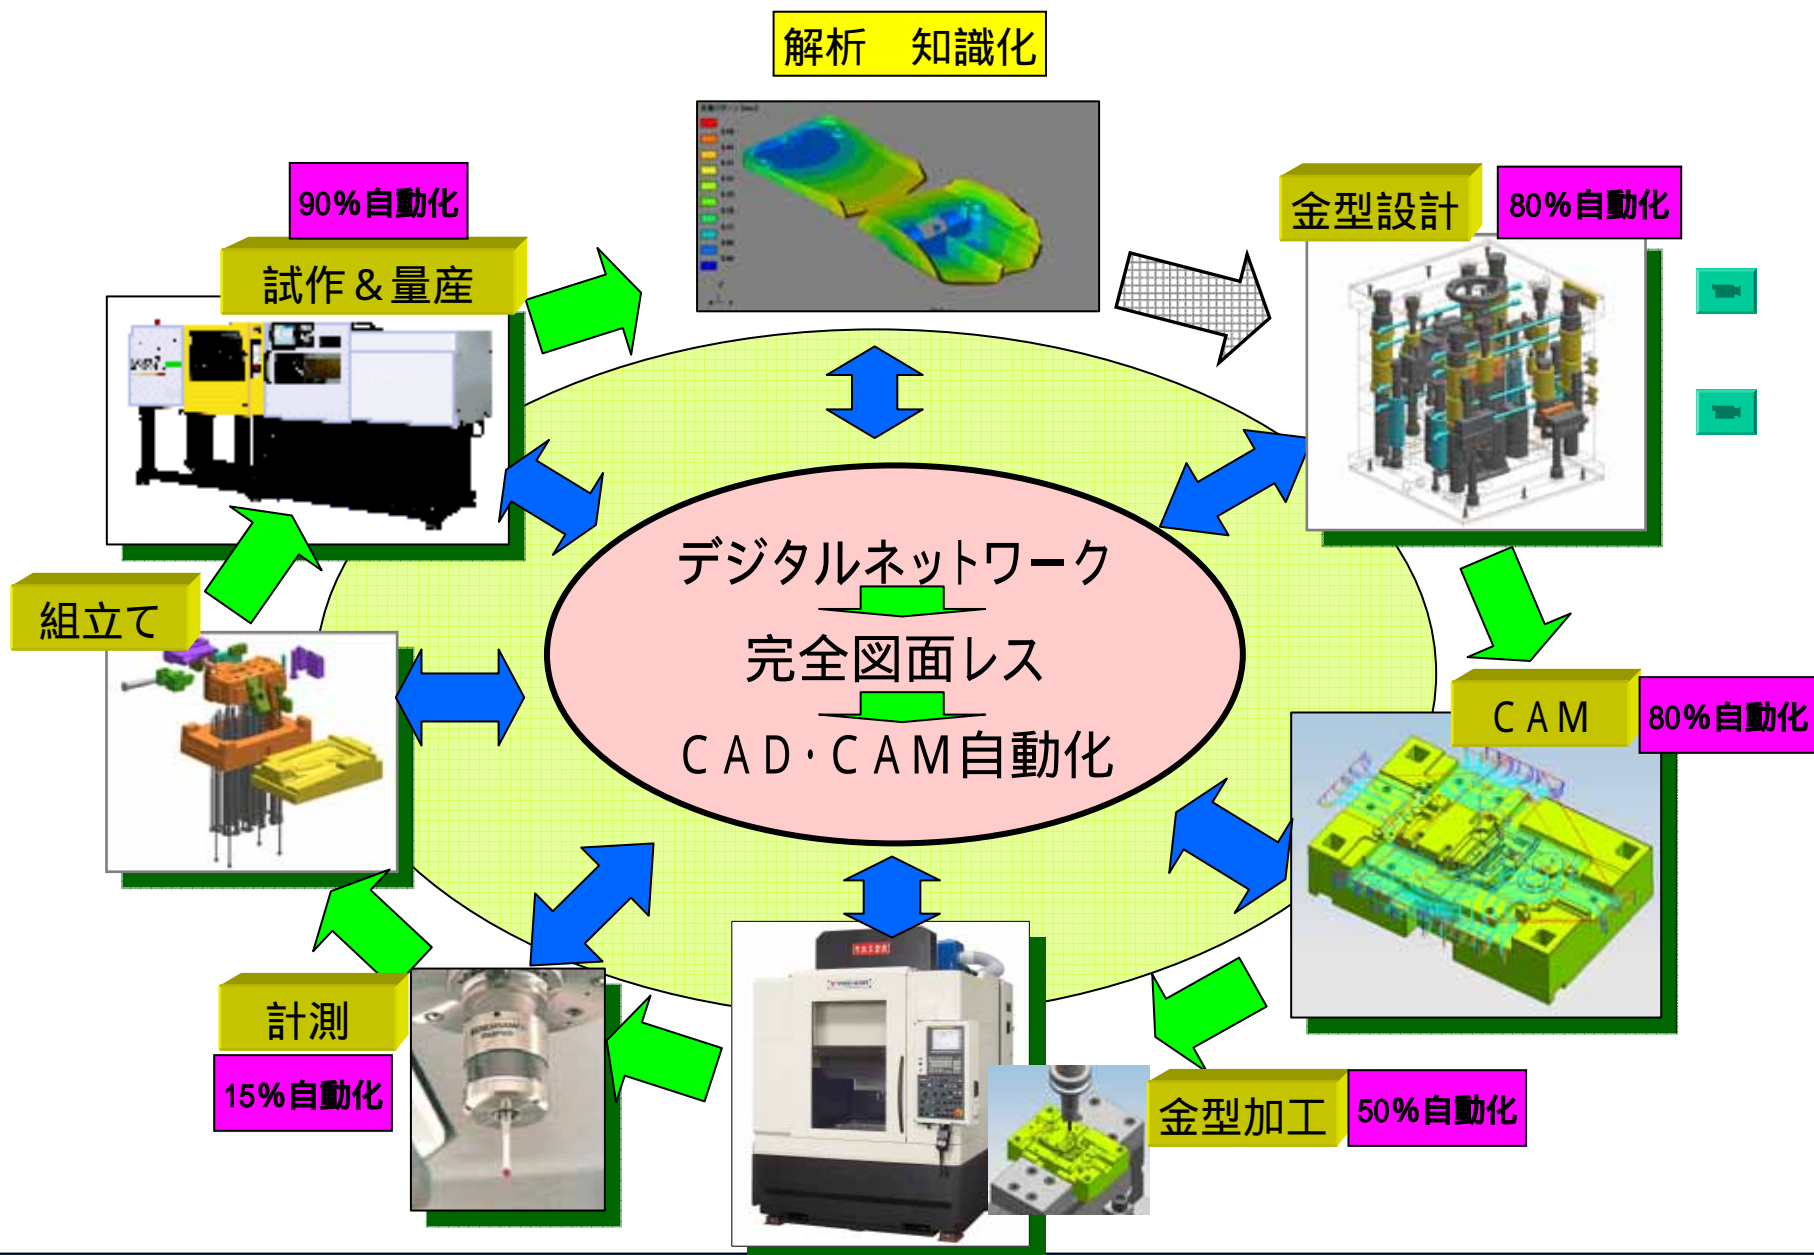 解析　知識化
90%自動化
試作＆量産
金型設計
80%自動化
デジタルネットワーク
完全図面レス
CAD・CAM自動化
組立て
CAM
80%自動化
計測
15%自動化
金型加工
50%自動化